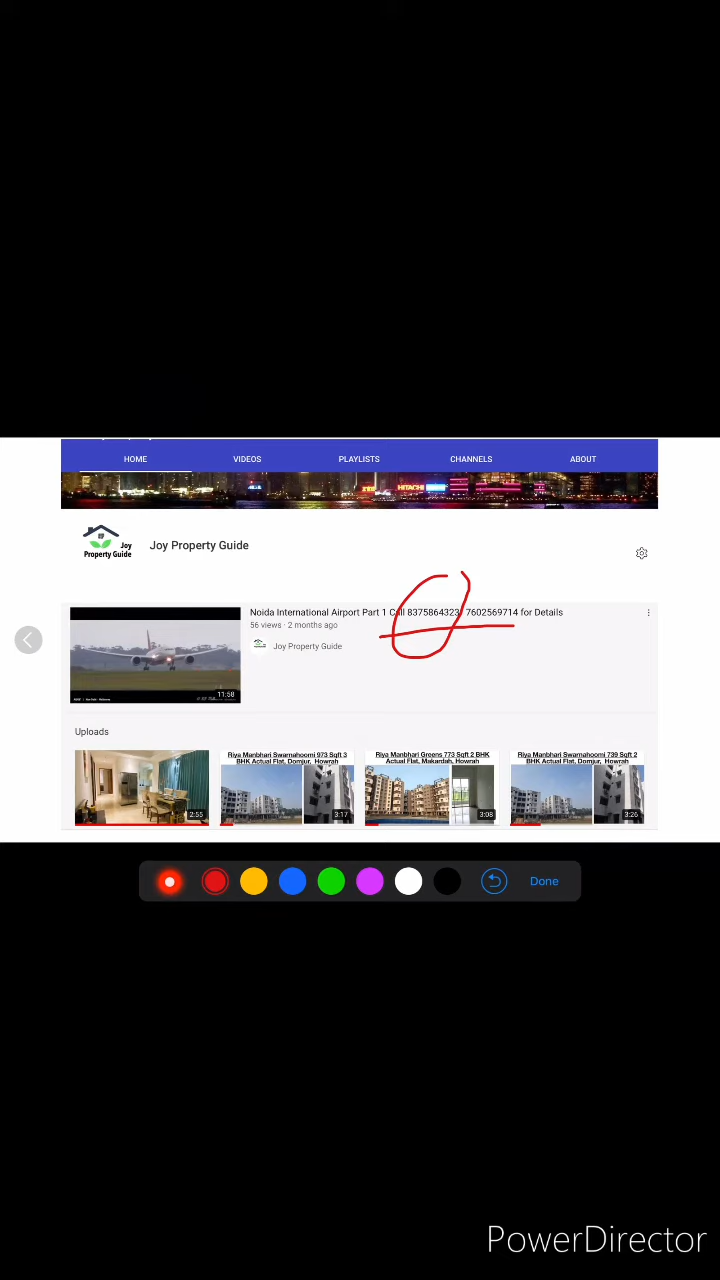 HOME VIDEOS PLAYLISTS CHANNELS ABOUT
HITACHI
Joy
Property Guide
Joy Property Guide
Noida International Airport Part 1 Call 8375864323/ 7602569714 for Details
56 views · 2 months ago
Joy Property Guide
11:58
Uploads
2:55
Riya Manbhari Swarnahoomi 973 Sqft 3
BHK Actual Flat, Domjur, Howrah
3:17
Riya Manbhari Greens 773 Sqft 2 BHK
Actual Flat, Makardah, Howrah
3:08
Riya Manbhari Swarnahoomi 739 Sqft 2
BHK Actual Flat, Domjur, Howrah
3:26
Done
PowerDirector